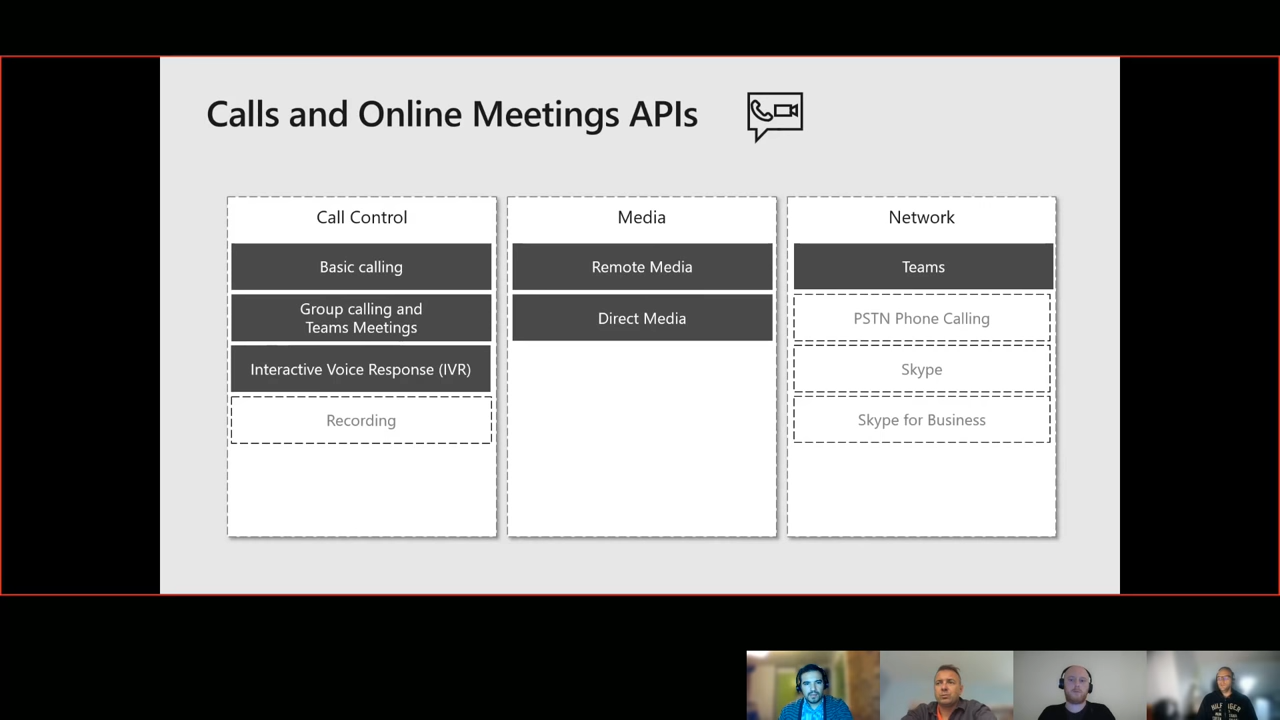 Calls and Online Meetings APIs
Call Control
Basic calling
Group calling and
Teams Meetings
Interactive Voice Response (IVR)
Recording
Media
Remote Media
Direct Media
Network
Teams
PSTN Phone Calling
Skype
Skype for Business